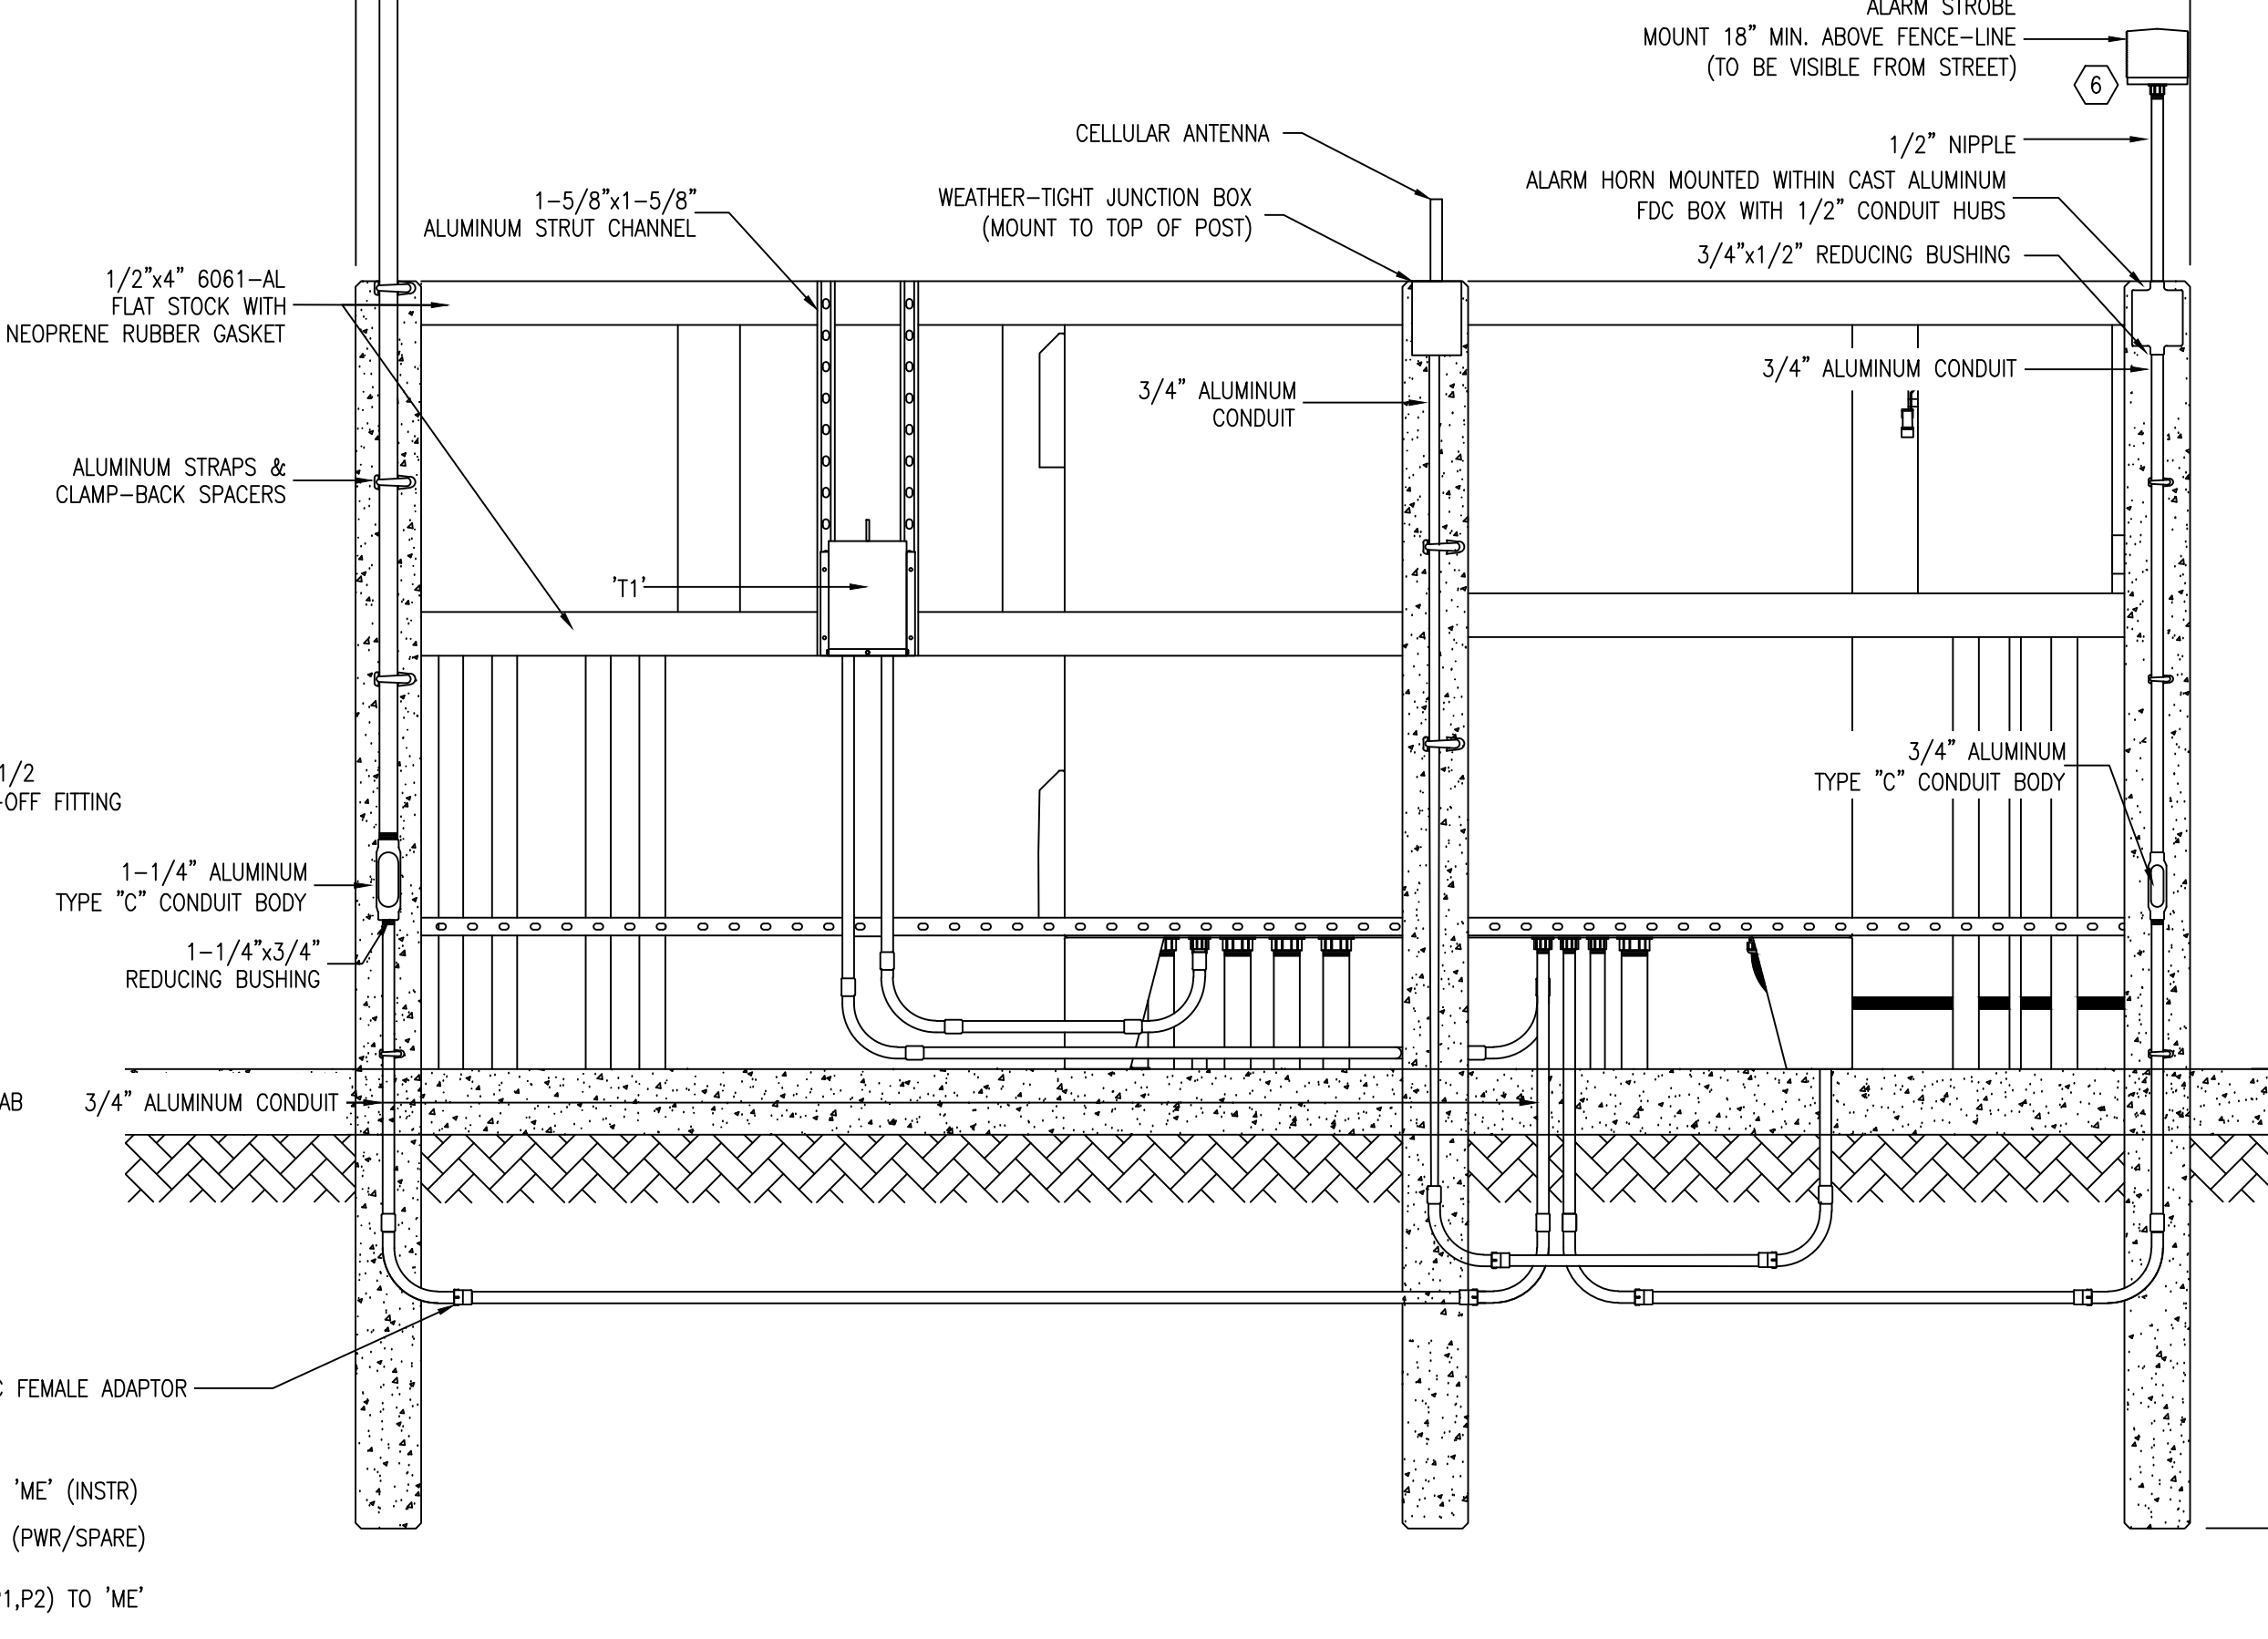 ALARM STROBE
MOUNT 18" MIN. ABOVE FENCE-LINE
(TO BE VISIBLE FROM STREET)
6
CELLULAR ANTENNA
1/2" NIPPLE
1-5/8"x1-5/8"
ALUMINUM STRUT CHANNEL
WEATHER-TIGHT JUNCTION BOX
(MOUNT TO TOP OF POST)
ALARM HORN MOUNTED WITHIN CAST ALUMINUM
FDC BOX WITH 1/2" CONDUIT HUBS
3/4"x1/2" REDUCING BUSHING
1/2"x4" 6061-AL
FLAT STOCK WITH
NEOPRENE RUBBER GASKET
3/4" ALUMINUM
CONDUIT
3/4" ALUMINUM CONDUIT
ALUMINUM STRAPS &
CLAMP-BACK SPACERS
'T1'
1/2
-OFF FITTING
3/4" ALUMINUM
TYPE "C" CONDUIT BODY
1-1/4" ALUMINUM
TYPE "C" CONDUIT BODY
1-1/4"x3/4"
REDUCING BUSHING
AB
3/4" ALUMINUM CONDUIT
FEMALE ADAPTOR
'ME' (INSTR)
(PWR/SPARE)
1,P2) TO 'ME'